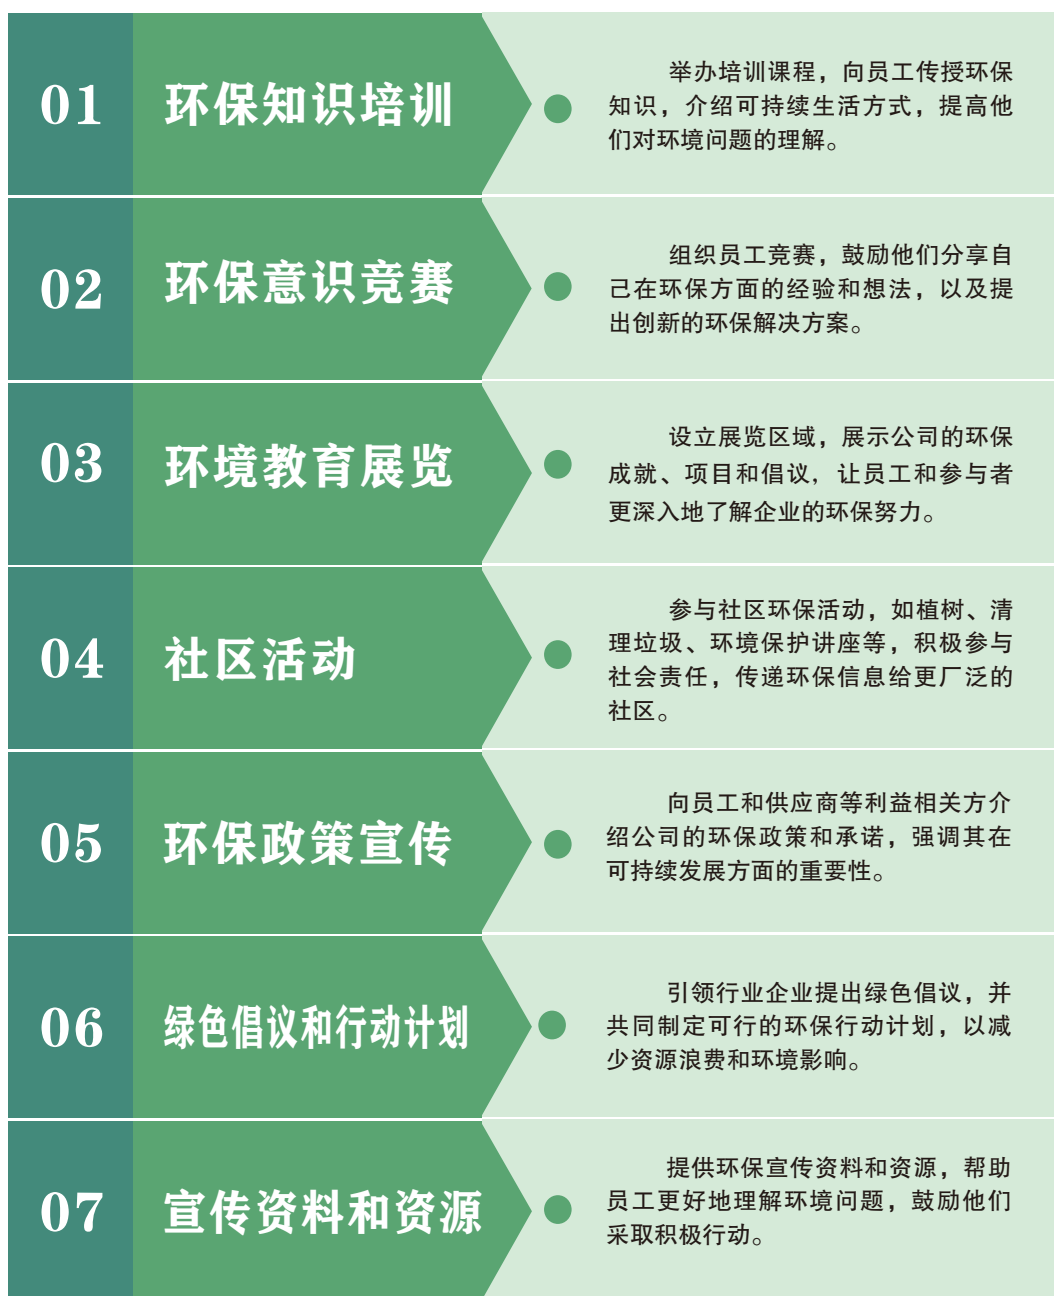 01
环保知识培训
举办培训课程，向员工传授环保
知识，介绍可持续生活方式，提高他
们对环境问题的理解。
02
环保意识竞赛
组织员工竞赛，鼓励他们分享自
己在环保方面的经验和想法，以及提
出创新的环保解决方案。
03
环境教育展览
设立展览区域，展示公司的环保
成就、项目和倡议，让员工和参与者
更深入地了解企业的环保努力。
04
社区活动
参与社区环保活动，如植树、清
理垃圾、环境保护讲座等，积极参与
社会责任，传递环保信息给更广泛的
社区。
05
环保政策宣传
向员工和供应商等利益相关方介
绍公司的环保政策和承诺，强调其在
可持续发展方面的重要性。
06
绿色倡议和行动计划
引领行业企业提出绿色倡议，并
共同制定可行的环保行动计划，以减
少资源浪费和环境影响。
07
宣传资料和资源
提供环保宣传资料和资源，帮助
员工更好地理解环境问题，鼓励他们
采取积极行动。